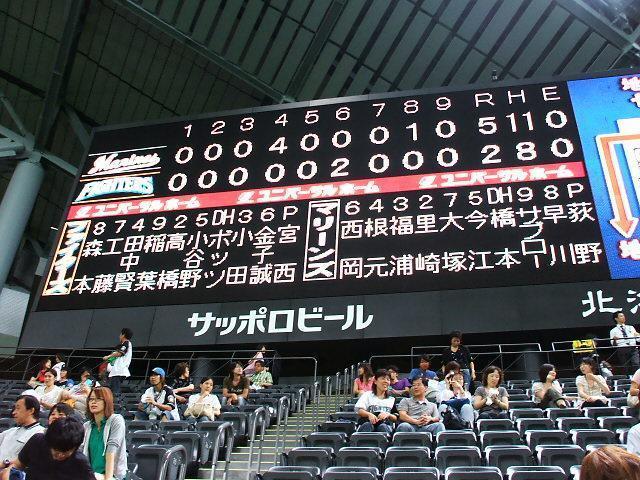 1 2 3 4 5 6 7 8 9 R H E
Marines 0 0 0 4 0 0 0 1 0 5 11 0
FIGHTERS 0 0 0 0 0 2 0 0 0 2 8 0
ユニバーサルホーム ユニバーサルホーム ユニバーサルホーム
ファイターズ
8 7 4 9 2 5 DH 3 6 P
森本 工藤 田中賢 稲葉 高橋 小谷野 ボッツ 小田 金子誠 宮西
マリーンズ
6 4 3 2 7 5 DH 9 8 P
西岡 根元 福浦 里崎 大塚 今江 橋本 サブロー 早川 荻野
サッポロビール